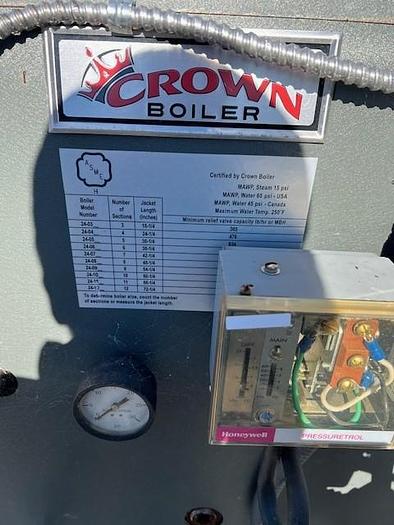 CROWN
BOILER
ASME
H
Certified by Crown Boiler
MAWP, Steam 15 psi
MAWP, Water 60 psi - USA
MAWP, Water 45 psi - Canada
Maximum Water Temp. 250°F
Boiler Model Number
Number of Sections
Jacket Length (Inches)
Minimum relief valve capacity lb/hr or MBH
24-03 3 18-1/4 363
24-04 4 24-1/4 476
24-05 5 30-1/4
24-06 6 36-1/4
24-07 7 42-1/4
24-08 8 48-1/4
24-09 9 54-1/4
24-10 10 60-1/4
24-11 11 66-1/4
24-12 12 72-1/4
To determine boiler size, count the number
of sections or measure the jacket length.
MAIN
Honeywell PRESSURETROL